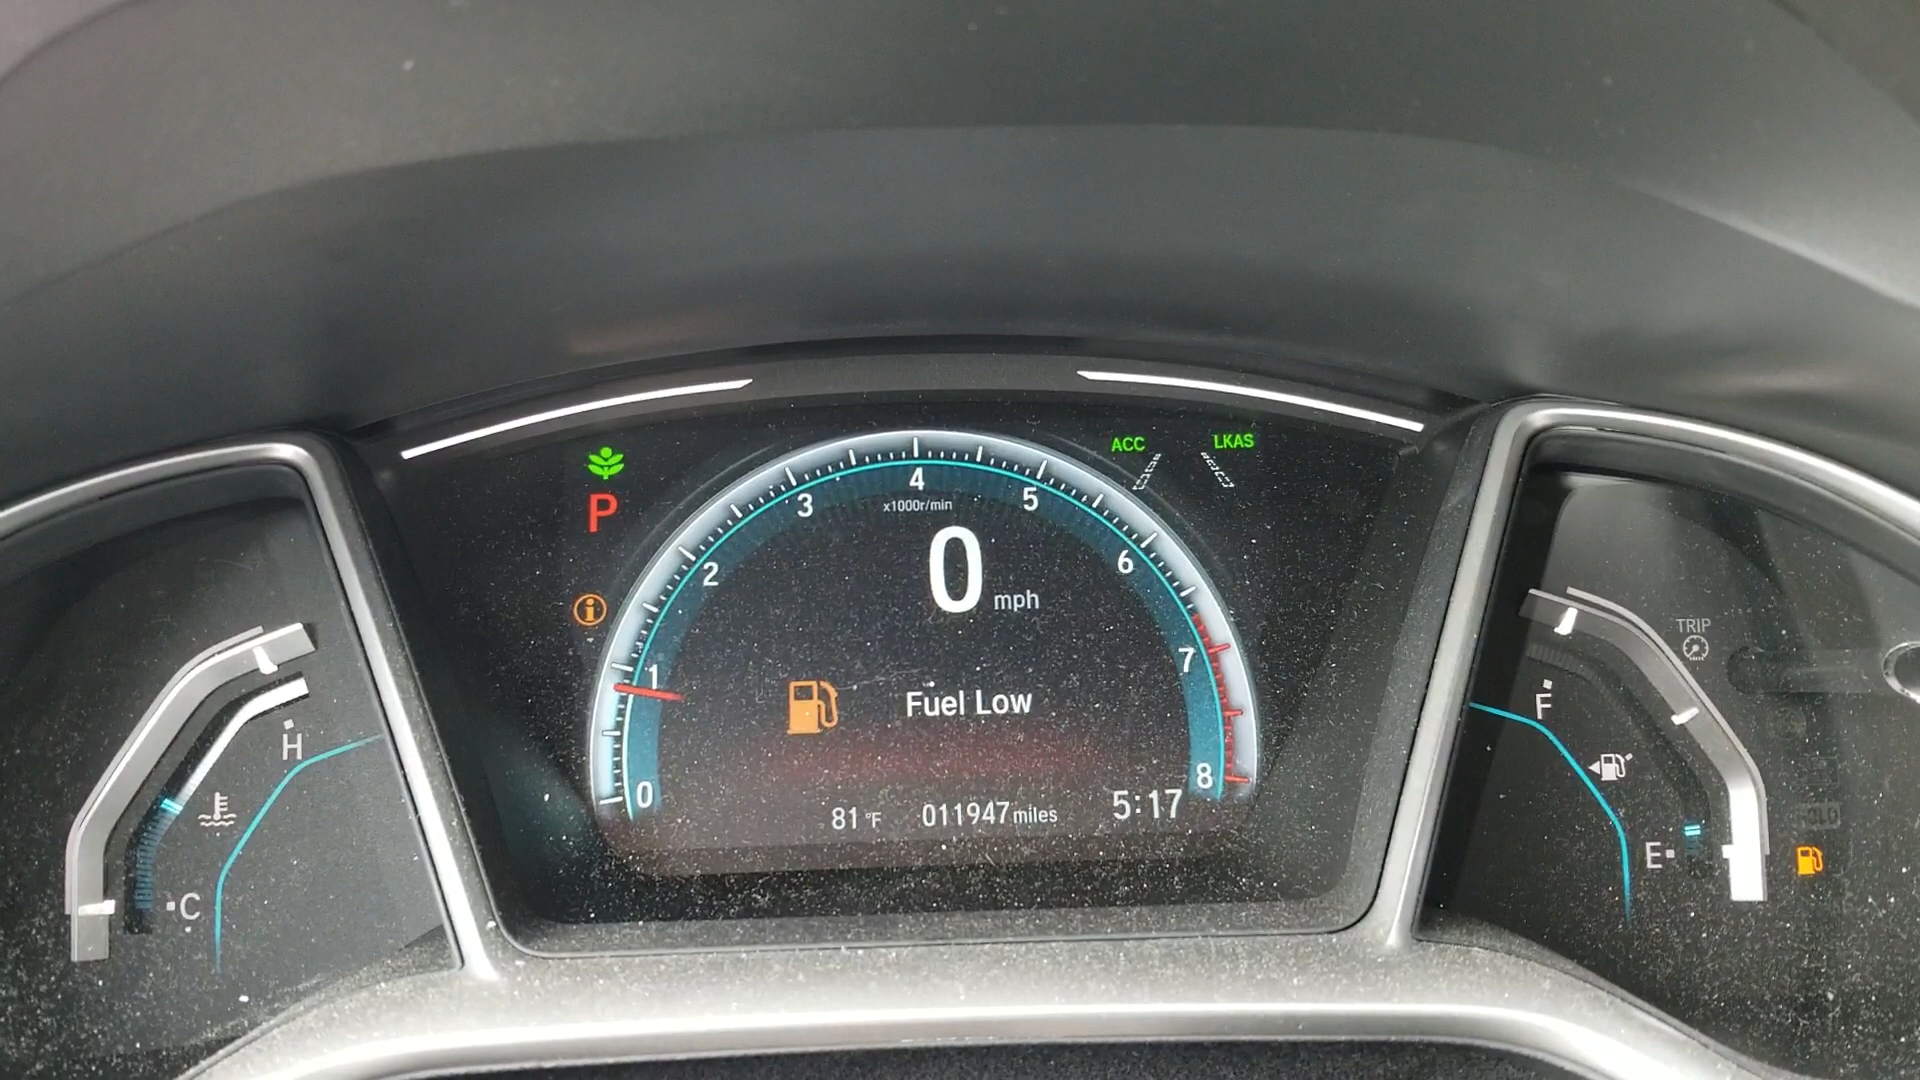 ACC
LKAS
P
0
1
2
3
4
5
6
7
8
x1000r/min
0 mph
Fuel Low
81 °F
011947 miles
5:17
H
C
TRIP
F
E